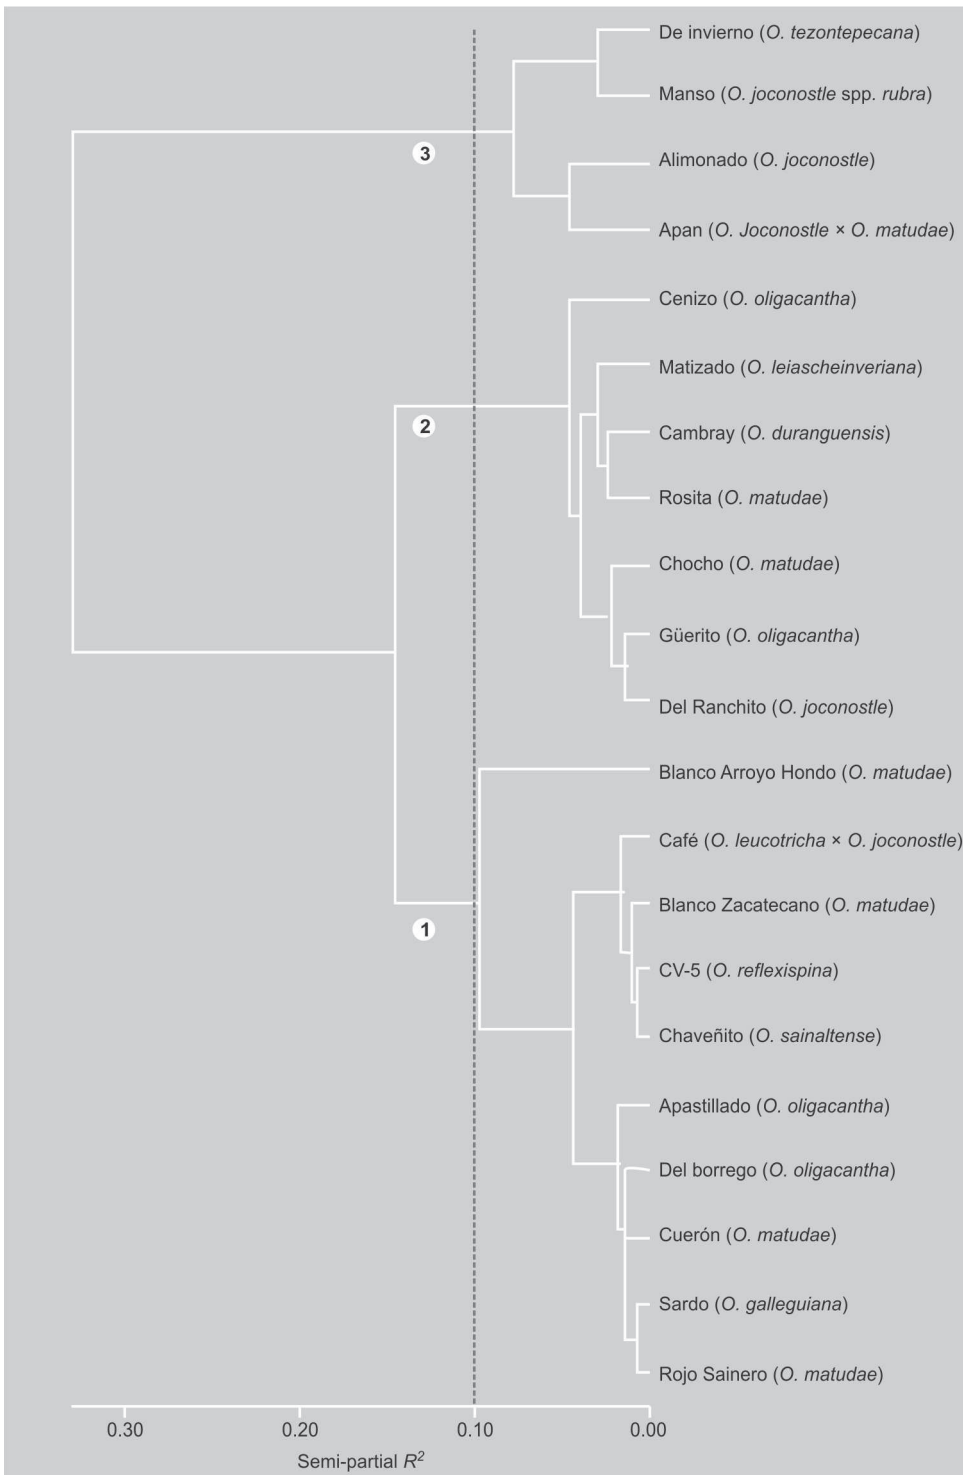 De invierno (O. tezontepecana)
Manso (O. joconostle spp. rubra)
3
Alimonado (O. joconostle)
Apan (O. Joconostle × O. matudae)
Cenizo (O. oligacantha)
Matizado (O. leiascheinveriana)
2
Cambray (O. duranguensis)
Rosita (O. matudae)
Chocho (O. matudae)
Güerito (O. oligacantha)
Del Ranchito (O. joconostle)
Blanco Arroyo Hondo (O. matudae)
Café (O. leucotricha × O. joconostle)
Blanco Zacatecano (O. matudae)
1
CV-5 (O. reflexispina)
Chaveñito (O. sainaltense)
Apastillado (O. oligacantha)
Del borrego (O. oligacantha)
Cuerón (O. matudae)
Sardo (O. galleguiana)
Rojo Sainero (O. matudae)
0.30 0.20 0.10 0.00
Semi-partial R²